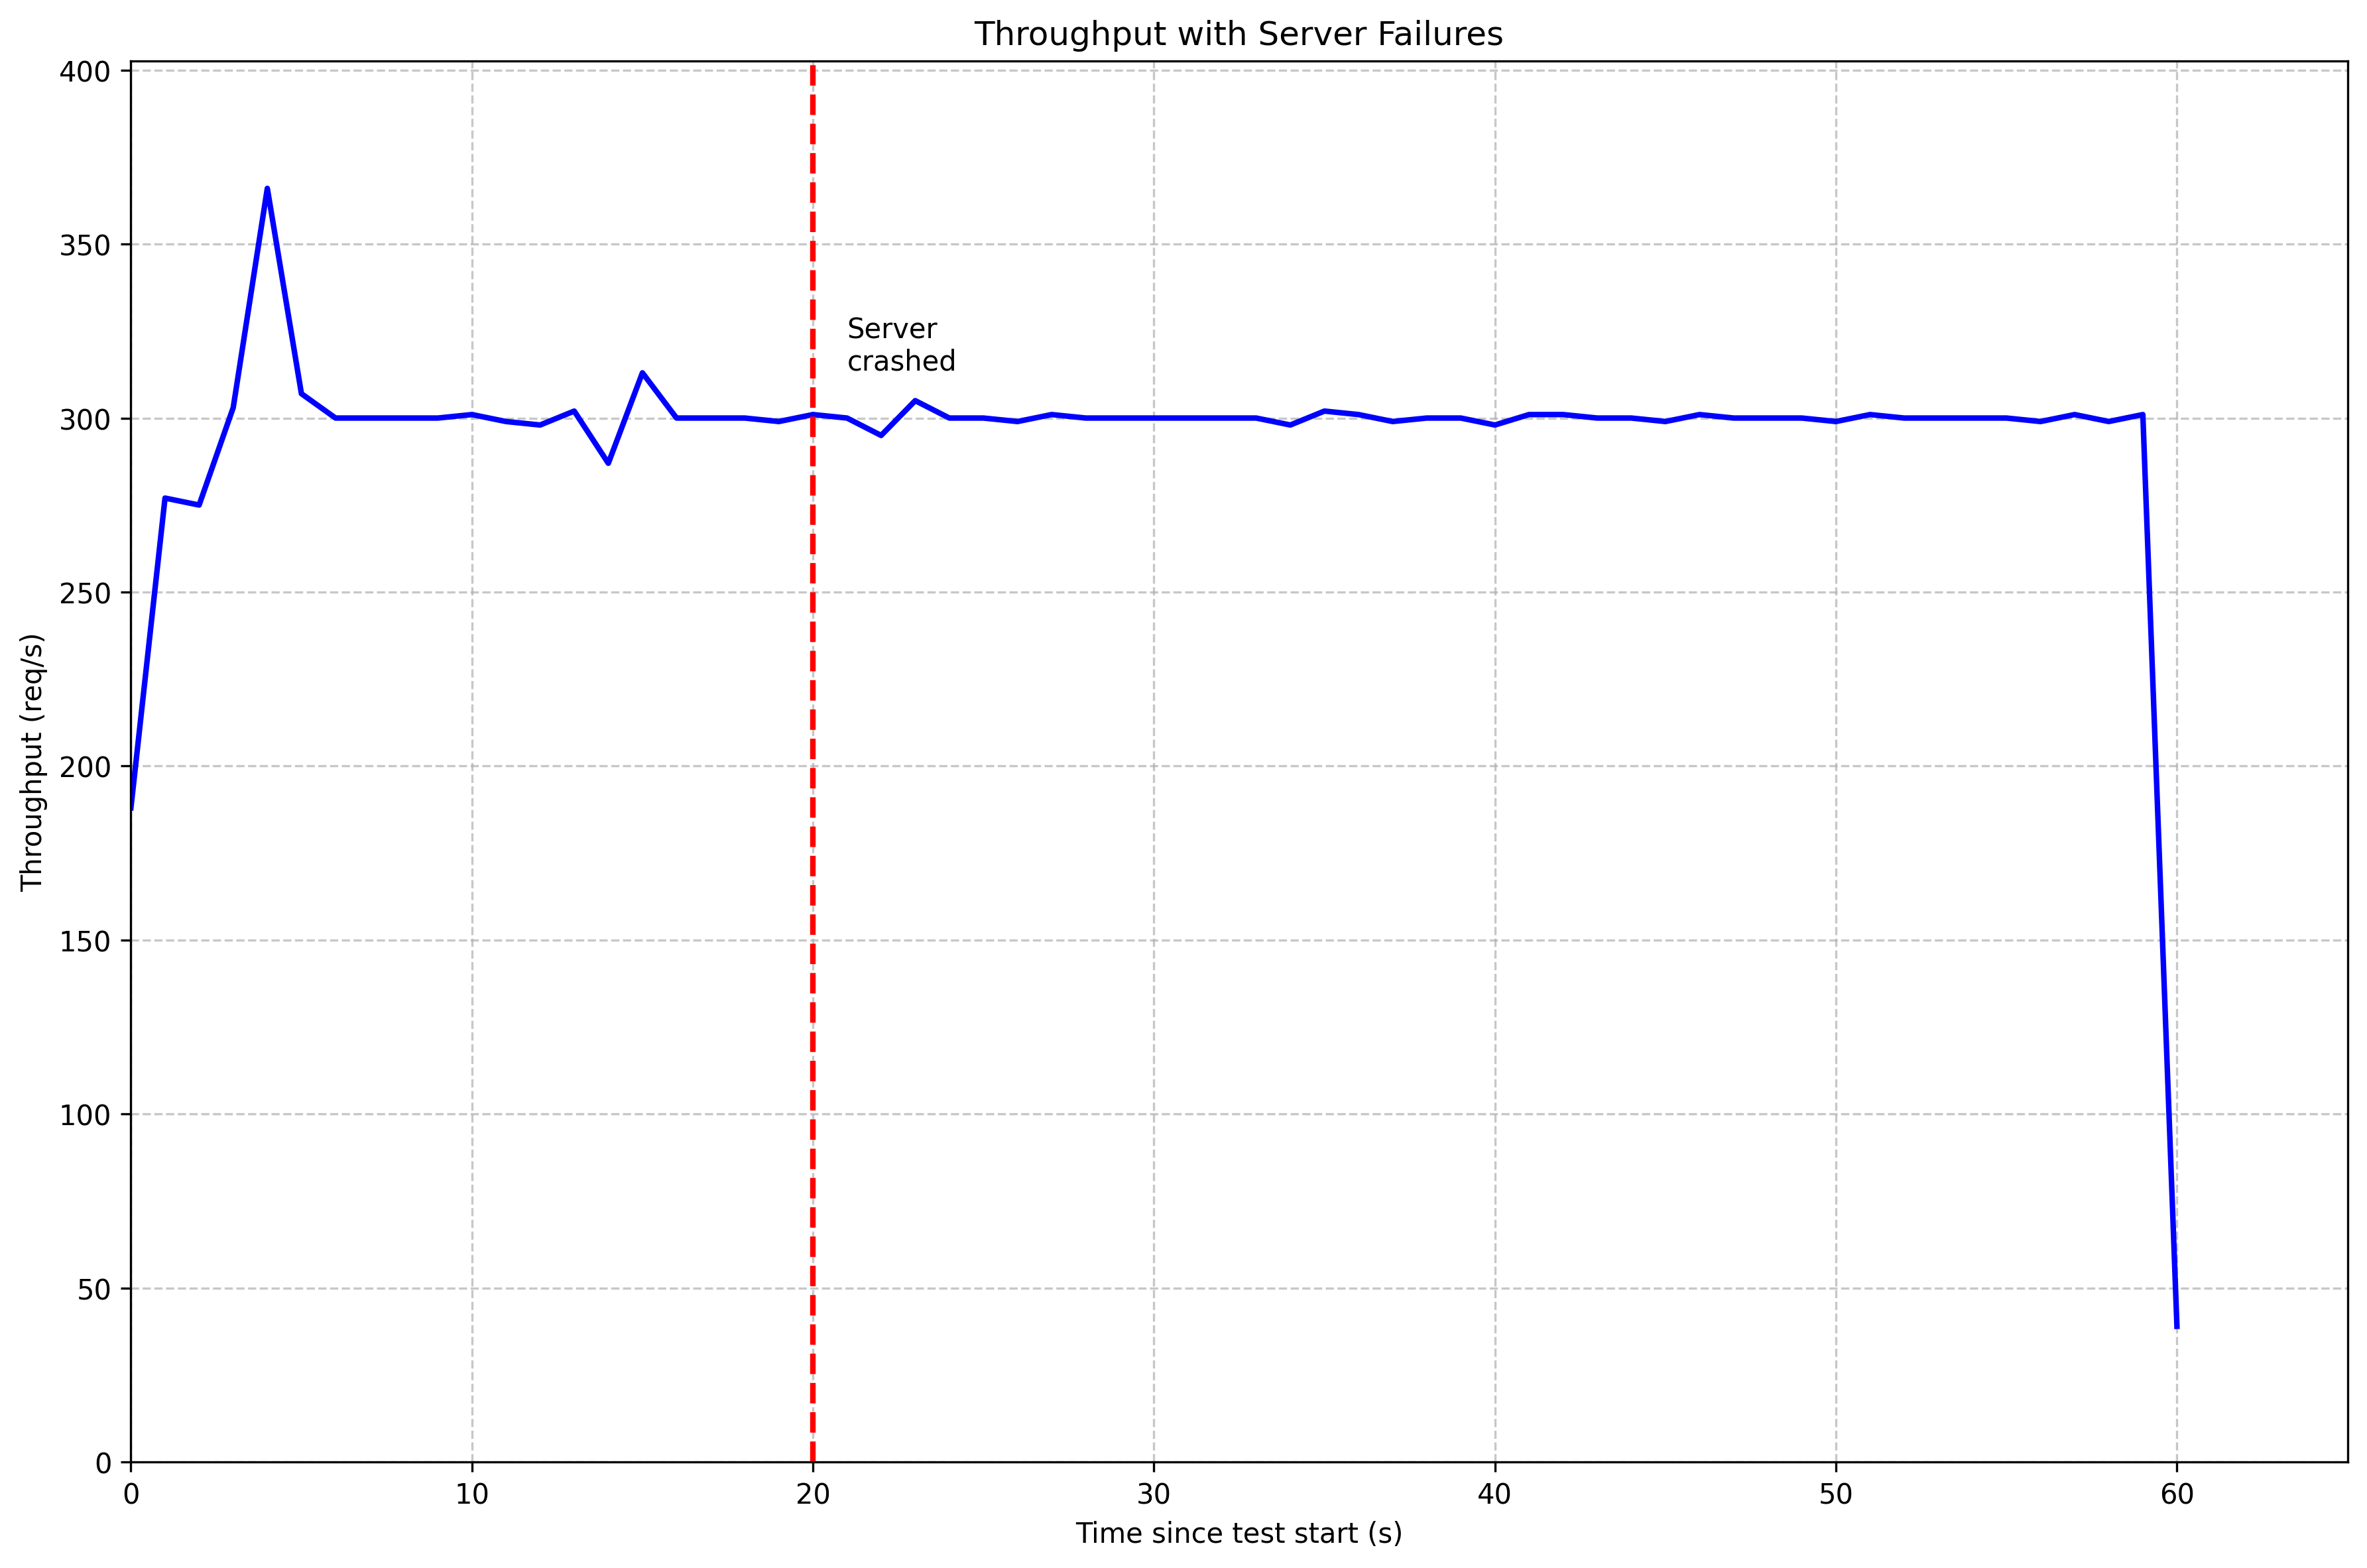 Throughput with Server Failures
400
350
300
250
200
150
100
50
0
Throughput (req/s)
Server
crashed
0 10 20 30 40 50 60
Time since test start (s)